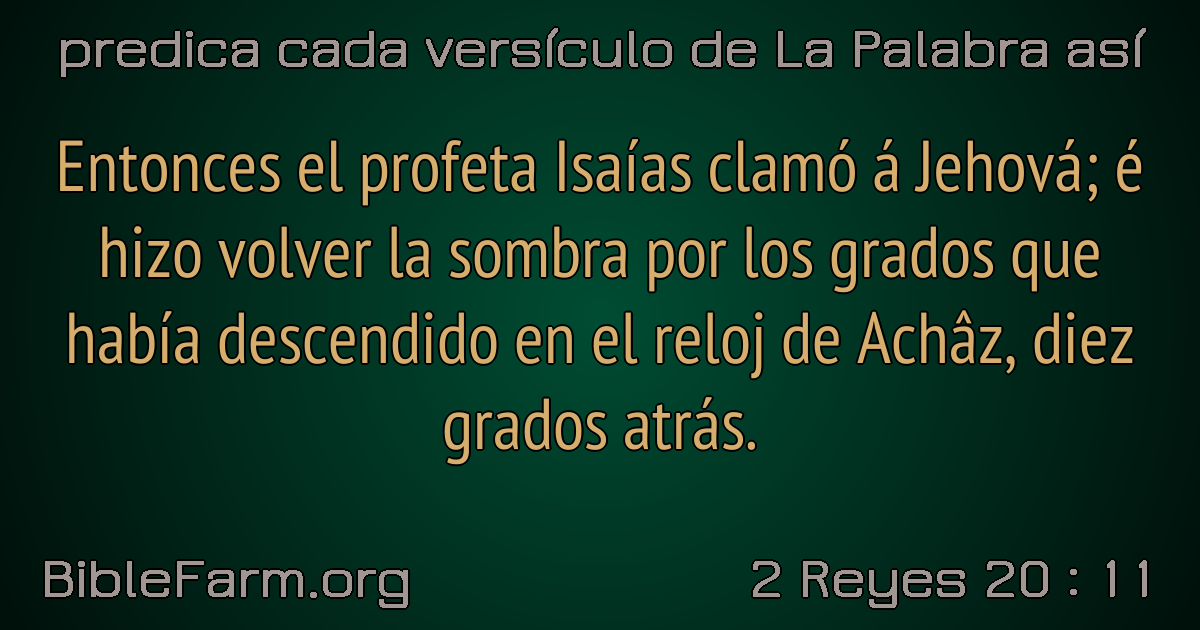 predica cada versículo de La Palabra así
Entonces el profeta Isaías clamó á Jehová; é
hizo volver la sombra por los grados que
había descendido en el reloj de Achâz, diez
grados atrás.
BibleFarm.org
2 Reyes 20 : 11